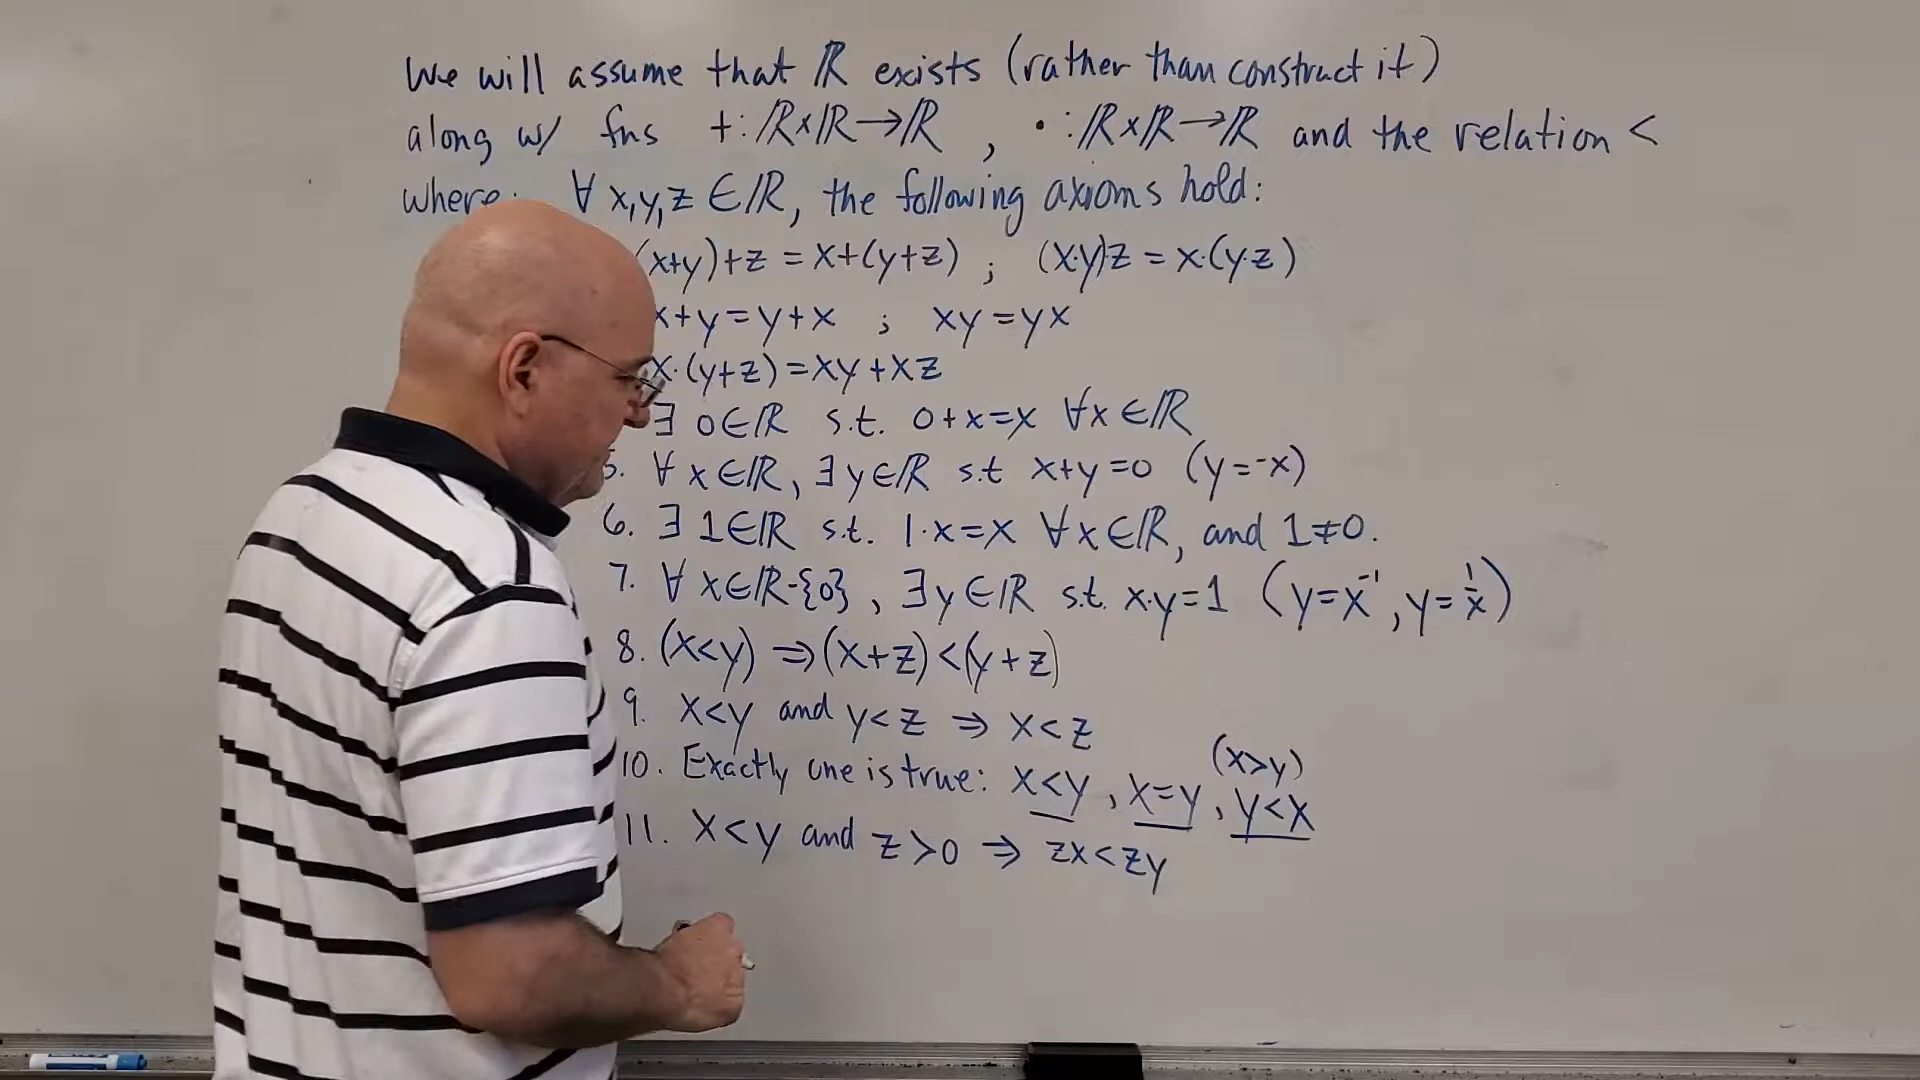 We will assume that ℝ exists (rather than construct it)
along w/ fns +: ℝ×ℝ→ℝ , • : ℝ×ℝ→ℝ and the relation <
where: ∀ x,y,z ∈ ℝ, the following axioms hold:
(x+y)+z = x+(y+z) ; (x·y)z = x·(y·z)
x+y=y+x ; xy=yx
x·(y+z)=xy+xz
∃ 0∈ℝ s.t. 0+x=x ∀x∈ℝ
5. ∀ x∈ℝ, ∃y∈ℝ s.t x+y=0 (y=-x)
6. ∃ 1∈ℝ s.t. 1·x=x ∀x∈ℝ, and 1≠0.
7. ∀ x∈ℝ-{0}, ∃y∈ℝ s.t. x·y=1 (y=x⁻¹, y=1/x)
8. (x<y) ⇒ (x+z)<(y+z)
9. x<y and y<z ⇒ x<z
(x>y)
10. Exactly one is true: x<y, x=y, y<x
11. x<y and z>0 ⇒ zx<zy